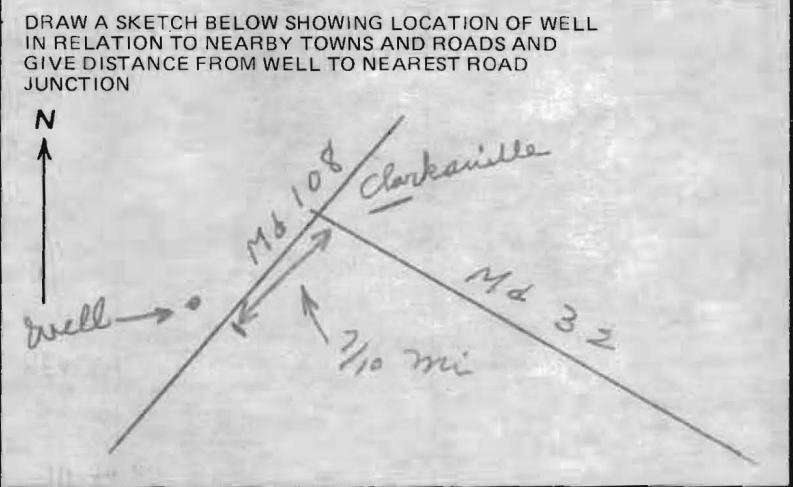 DRAW A SKETCH BELOW SHOWING LOCATION OF WELL
IN RELATION TO NEARBY TOWNS AND ROADS AND
GIVE DISTANCE FROM WELL TO NEAREST ROAD
JUNCTION
N
Md 108
Clarksville
Well
Md 32
7/10 mi